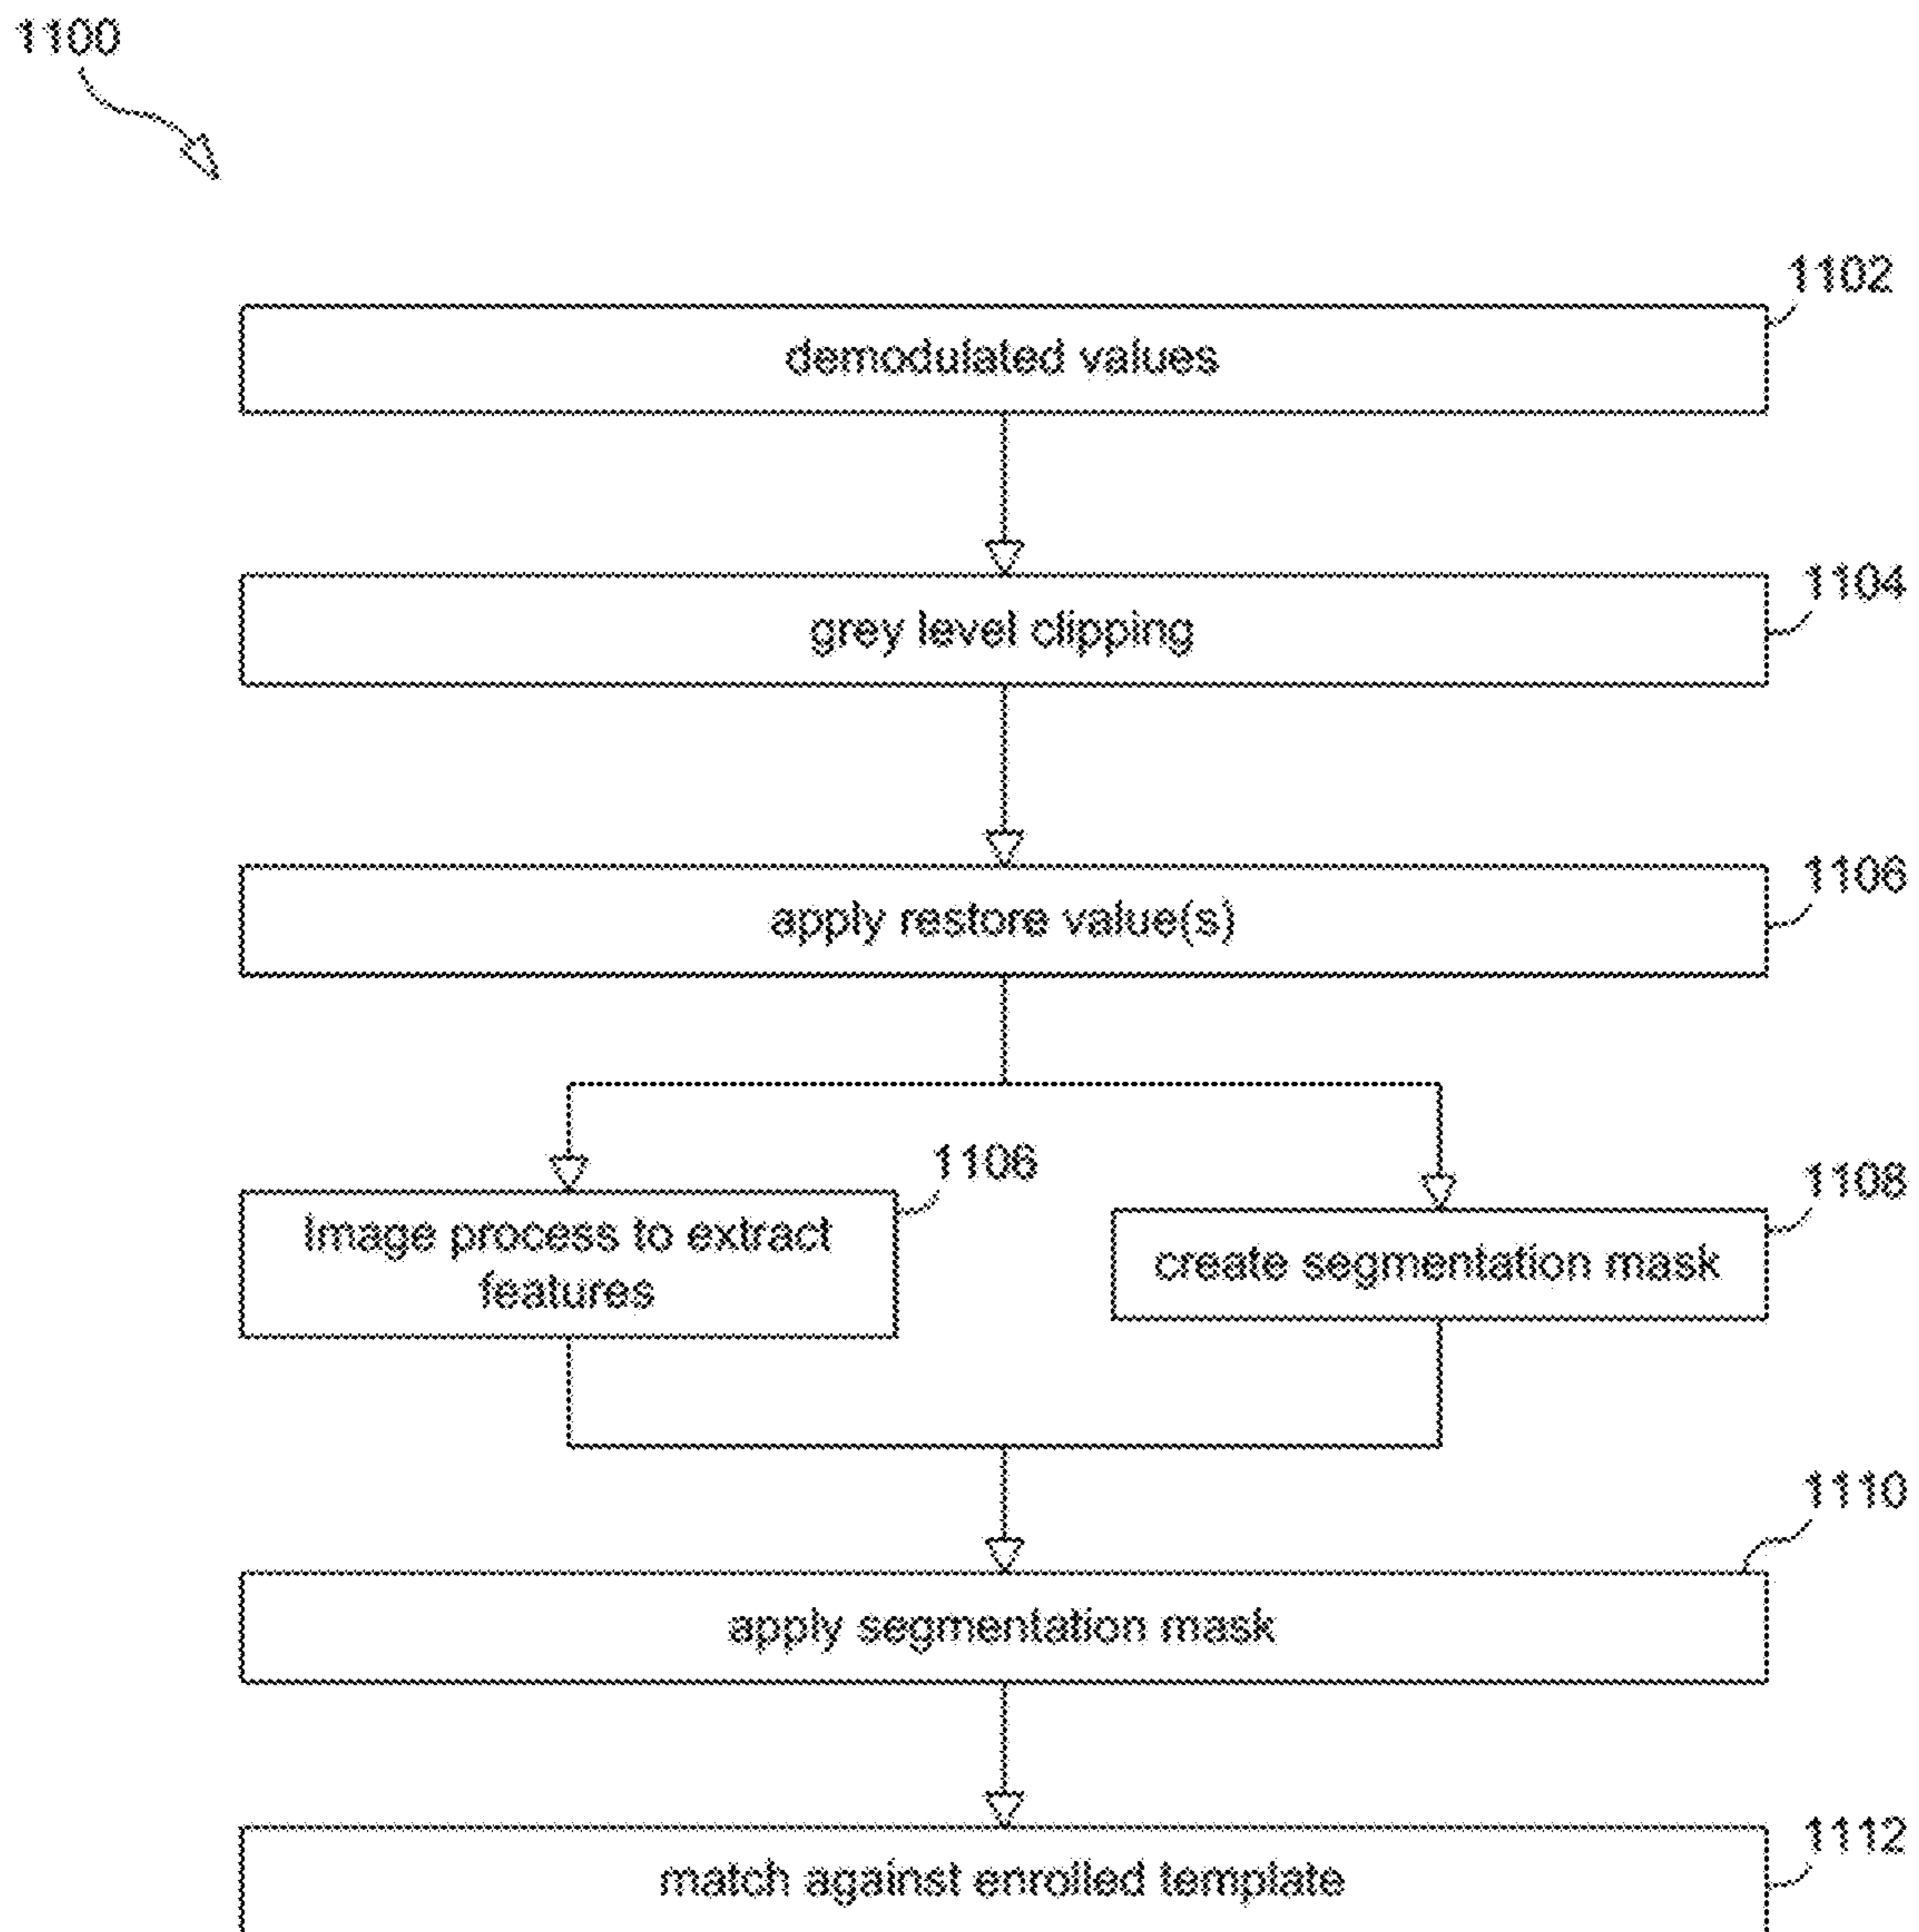 1100
1102
demodulated values
1104
grey level clipping
1106
apply restore value(s)
1106
image process to extract
features
1108
create segmentation mask
1110
apply segmentation mask
1112
match against enrolled template